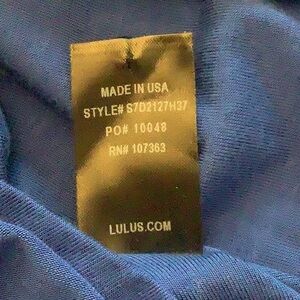 MADE IN USA
STYLE# S7D2127H37
PO# 10048
RN# 107363
LULUS.COM